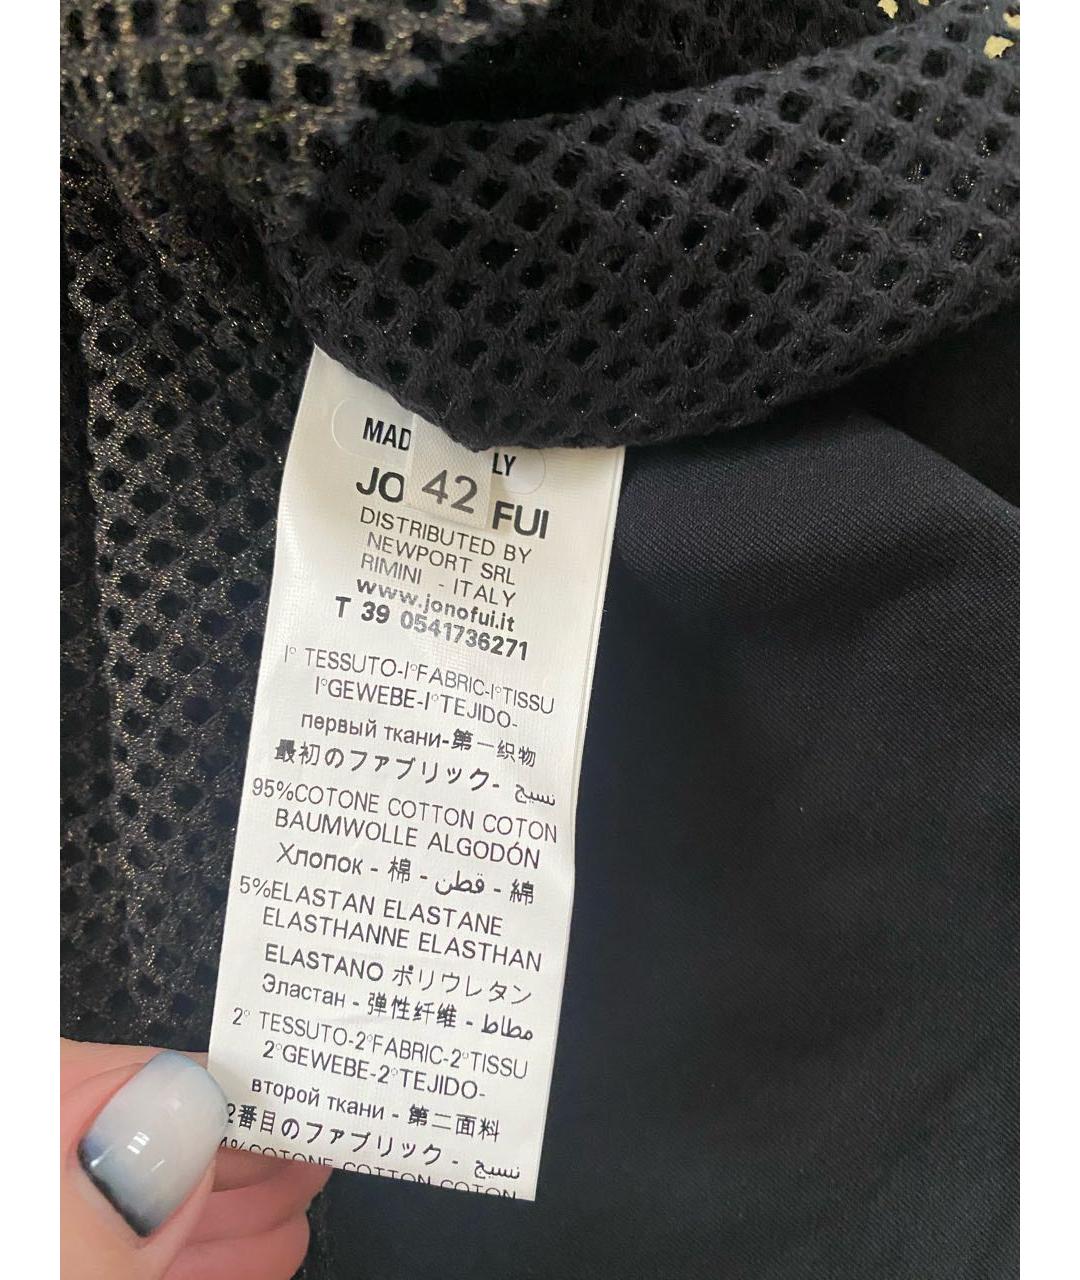 MAD LY
42
JO FUI
DISTRIBUTED BY
NEWPORT SRL
RIMINI - ITALY
www.jonofui.it
T 39 0541736271
I° TESSUTO-I°FABRIC-I°TISSU
I°GEWEBE-I°TEJIDO-
первый ткани-第一织物
最初のファブリック- نسيج
95%COTONE COTTON COTON
BAUMWOLLE ALGODÓN
Хлопок - 棉 - قطن - 綿
5%ELASTAN ELASTANE
ELASTHANNE ELASTHAN
ELASTANO ポリウレタン
Эластан - 弹性纤维 - مطاط
2° TESSUTO-2°FABRIC-2°TISSU
2°GEWEBE-2°TEJIDO-
второй ткани - 第二面料
2番目のファブリック - نسيج
4%COTONE COTTON COTON